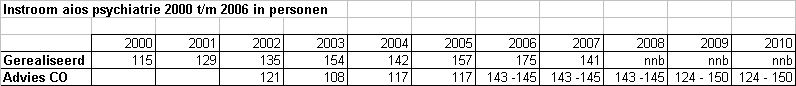 Instroom aios psychiatrie 2000 t/m 2006 in personen
2000 2001 2002 2003 2004 2005 2006 2007 2008 2009 2010
Gerealiseerd 115 129 135 154 142 157 175 141 nnb nnb nnb
Advies CO 121 108 117 117 143 -145 143 -145 143 -145 124 - 150 124 - 150